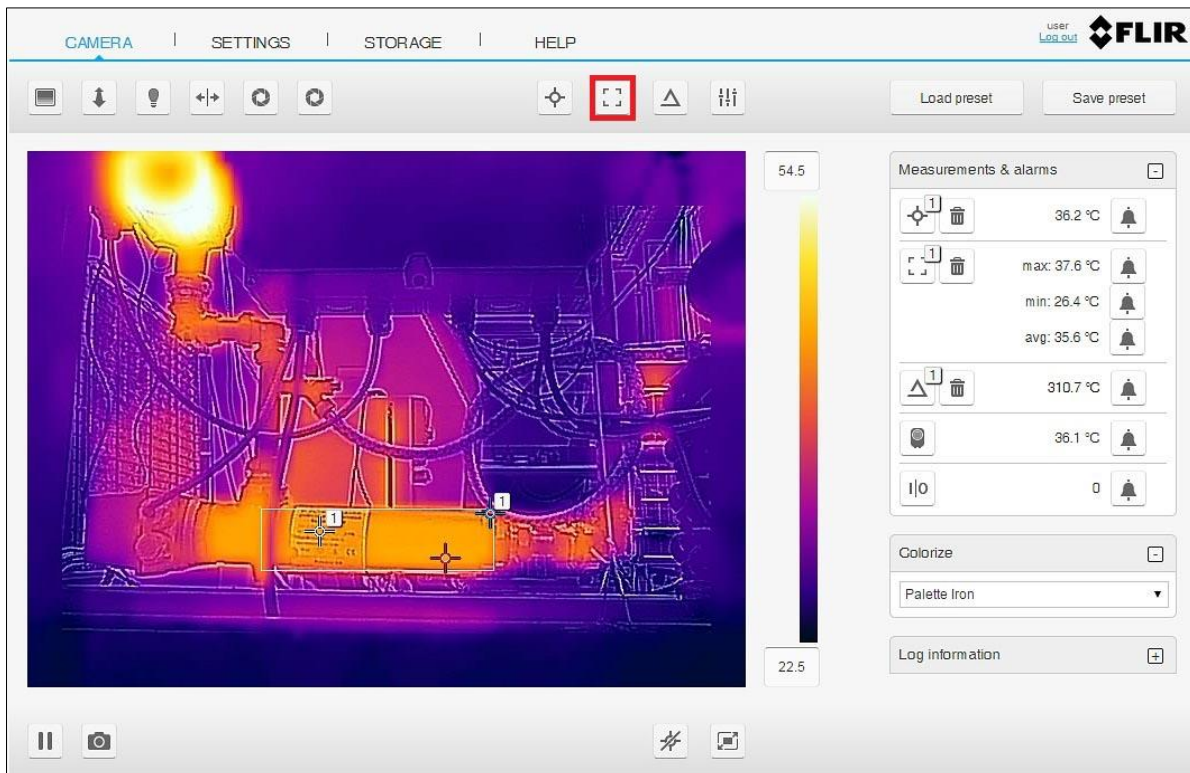 user
Log out
FLIR
CAMERA | SETTINGS | STORAGE | HELP
Load preset
Save preset
54.5
22.5
Measurements & alarms
1
36.2 °C
1
max: 37.6 °C
min: 26.4 °C
avg: 35.6 °C
1
310.7 °C
36.1 °C
I|O
0
1
1
Colorize
Palette Iron
Log information